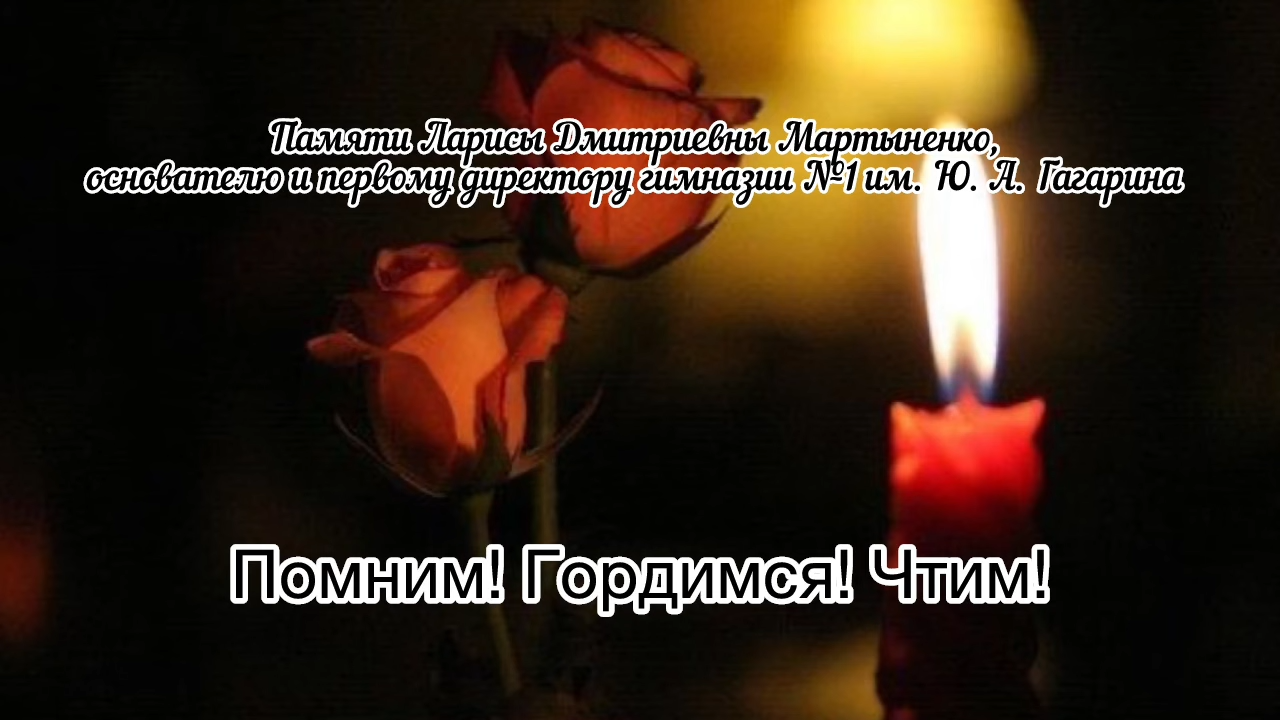 Памяти Ларисы Дмитриевны Мартыненко,
основателю и первому директору гимназии №1 им. Ю. А. Гагарина
Помним! Гордимся! Чтим!